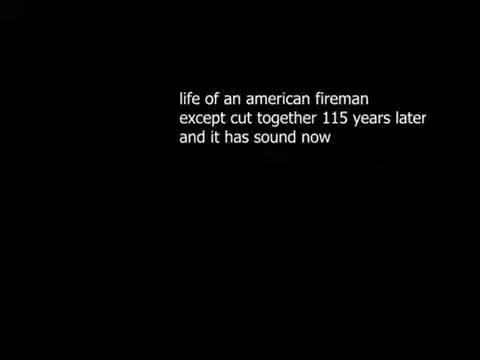 life of an american fireman
except cut together 115 years later
and it has sound now